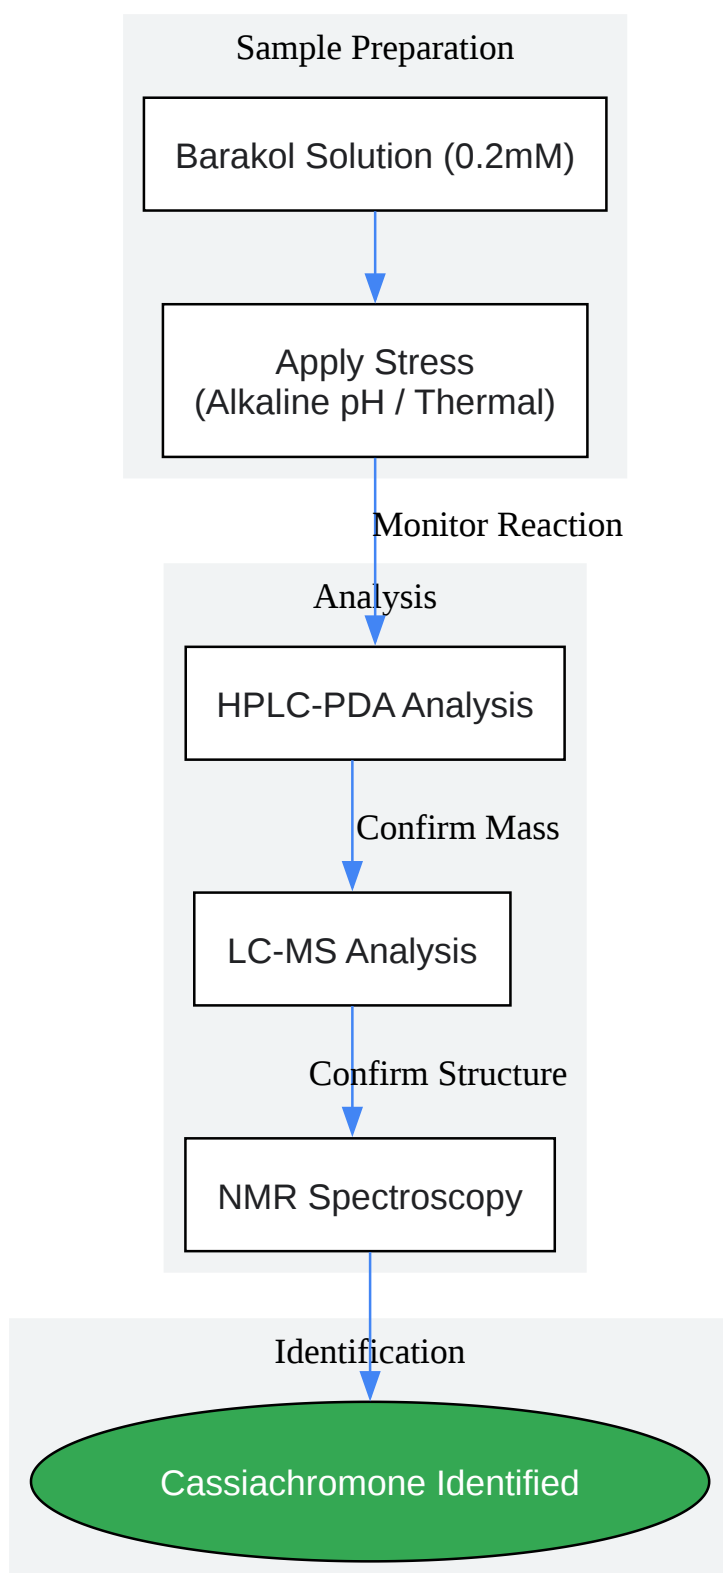 Sample Preparation
Barakol Solution (0.2mM)
Apply Stress
(Alkaline pH / Thermal)
Monitor Reaction
Analysis
HPLC-PDA Analysis
Confirm Mass
LC-MS Analysis
Confirm Structure
NMR Spectroscopy
Identification
Cassiachromone Identified